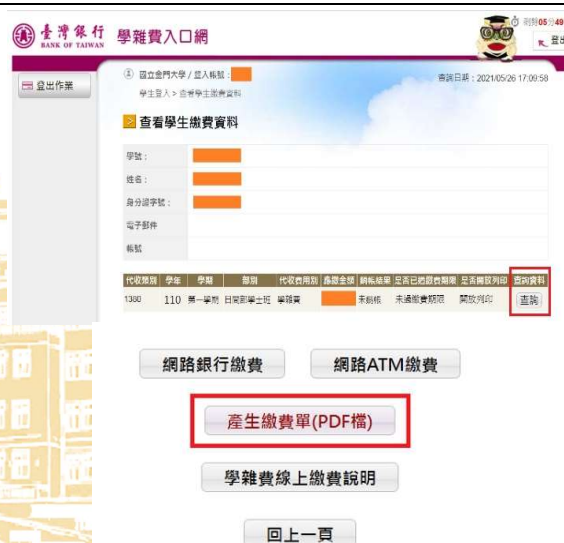 臺灣銀行
BANK OF TAIWAN
學雜費入口網
剩餘05分49
登出
登出作業
國立金門大學 / 登入帳號：
查詢日期：2021/05/26 17:09:58
學生登入 > 查看學生繳費資料
查看學生繳費資料
學號：
姓名：
身分證字號：
電子郵件
帳號
代收類別 學年 學期 部別 代收費用別 應繳金額 銷帳結果 是否已過繳費期限 是否開放列印 查詢資料
1380 110 第一學期 日間部學士班 學雜費 未銷帳 未過繳費期限 開放列印 查詢
網路銀行繳費 網路ATM繳費
產生繳費單(PDF檔)
學雜費線上繳費說明
回上一頁